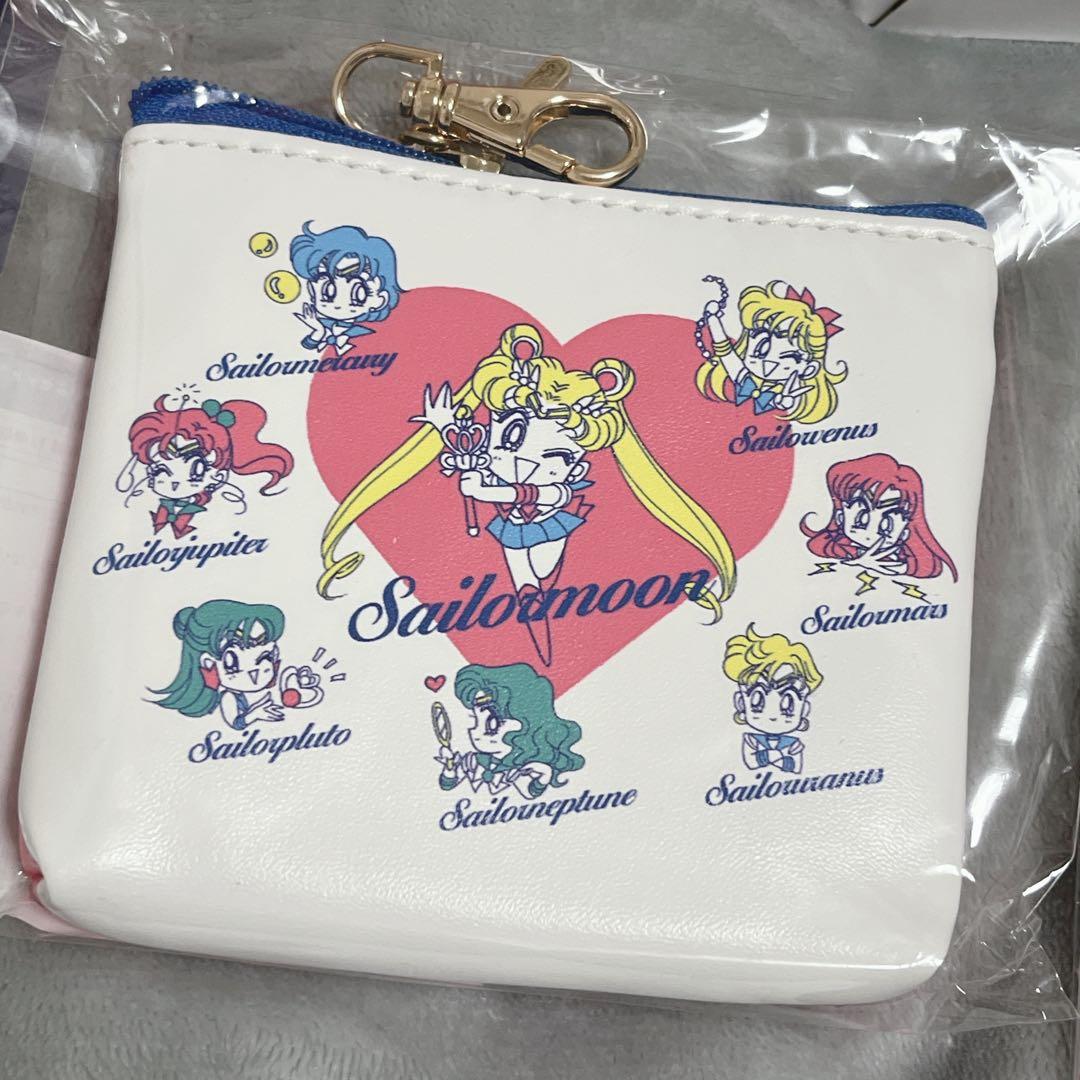 Sailormercury
Sailorvenus
Sailorjupiter
Sailormoon
Sailormars
Sailorpluto
Sailorneptune
Sailoruranus